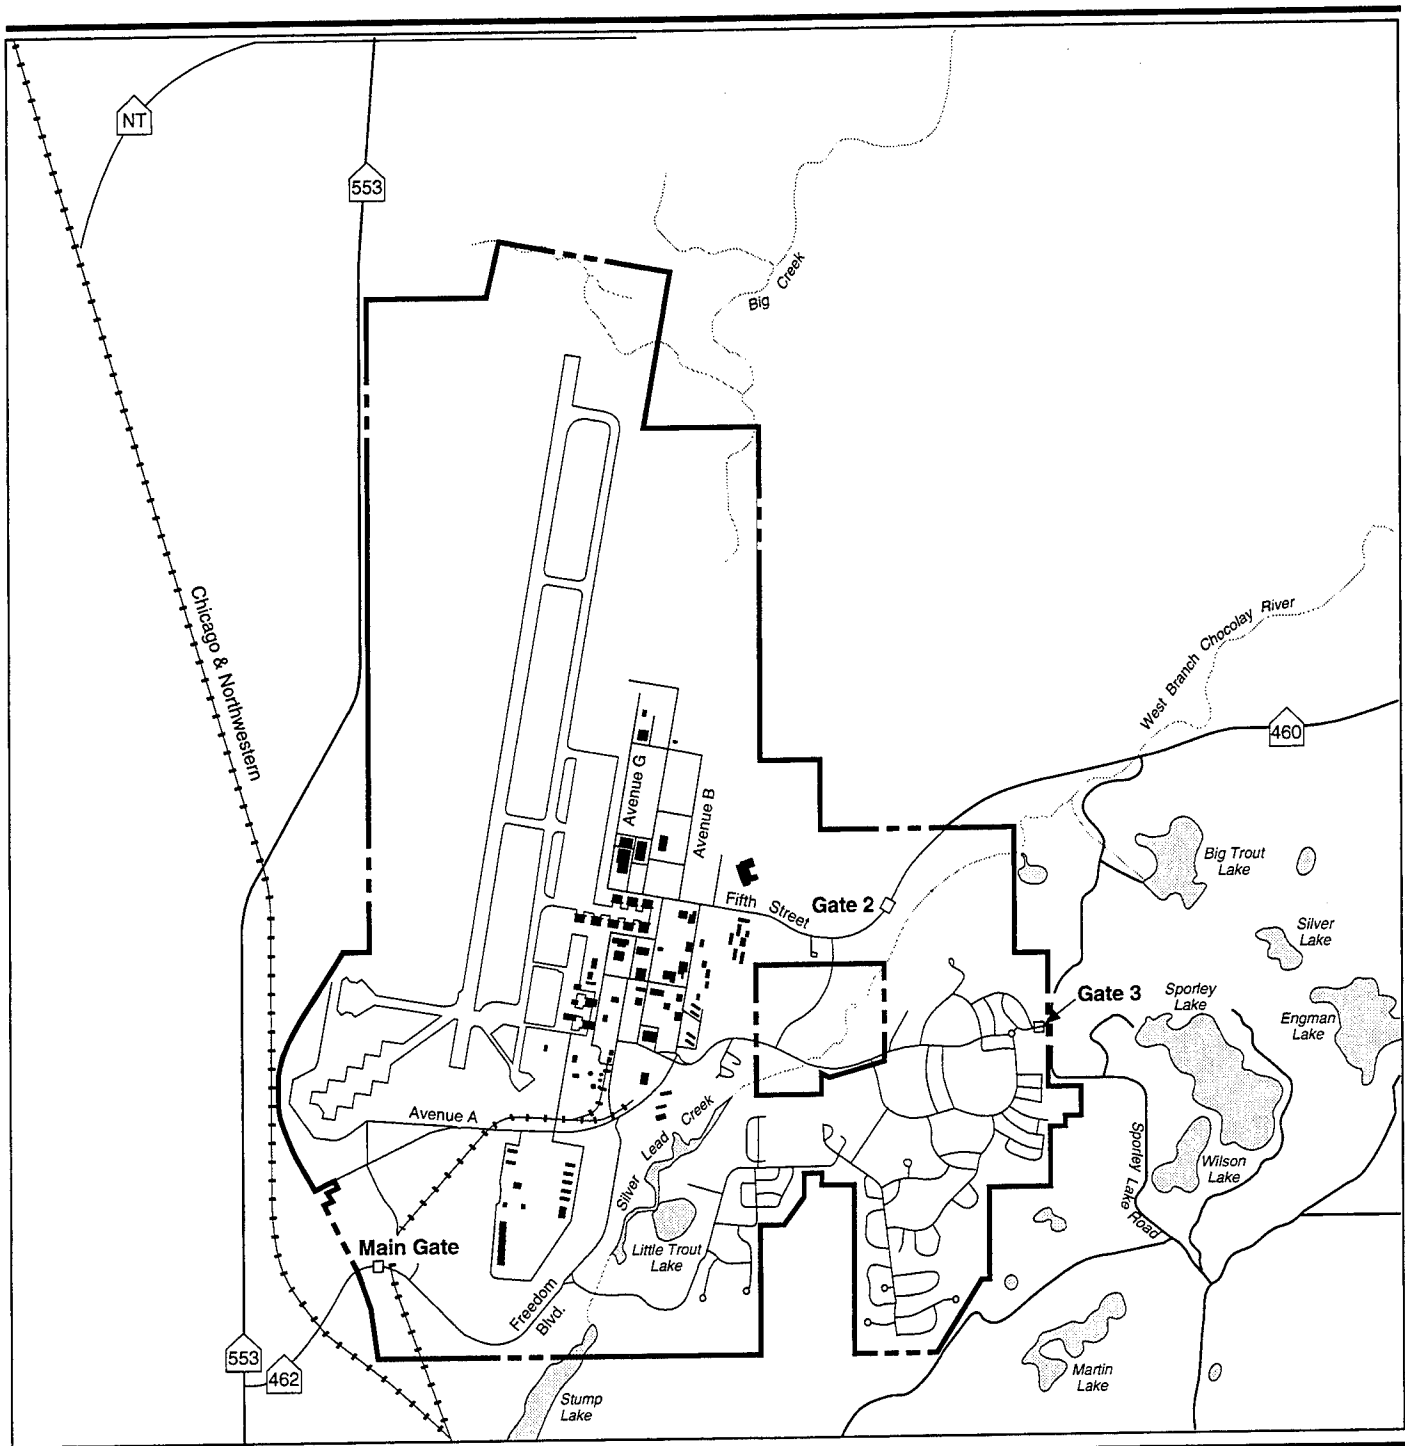 NT
553
Big Creek
Chicago & Northwestern
West Branch Chocolay River
460
Avenue G
Avenue B
Big Trout
Lake
Fifth Street
Gate 2
Silver
Lake
Gate 3
Sporley
Lake
Engman
Lake
Avenue A
Silver Lead Creek
Sporley Lake Road
Wilson
Lake
Main Gate
Little Trout
Lake
Freedom
Blvd.
553
462
Martin
Lake
Stump
Lake